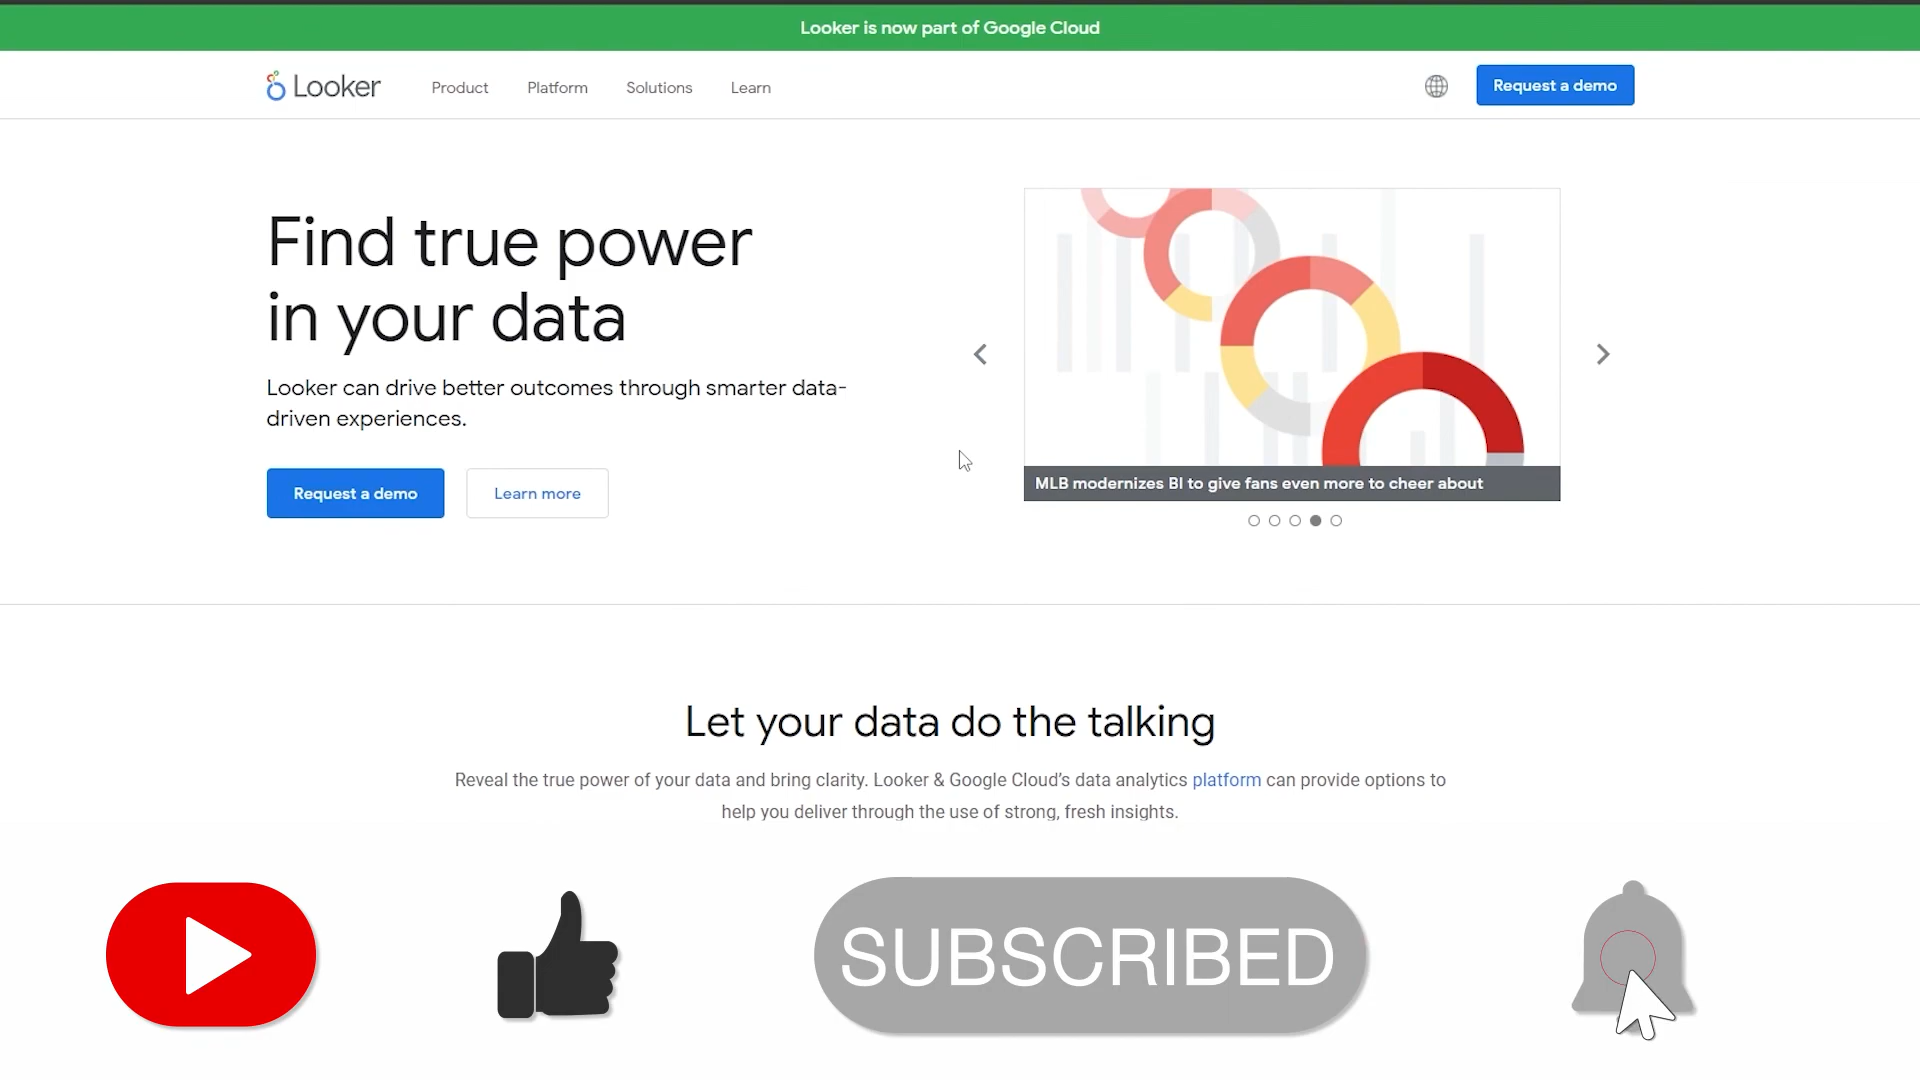 Looker is now part of Google Cloud
Looker
Product
Platform
Solutions
Learn
Request a demo
Find true power
in your data
Looker can drive better outcomes through smarter data-
driven experiences.
Request a demo
Learn more
MLB modernizes BI to give fans even more to cheer about
Let your data do the talking
Reveal the true power of your data and bring clarity. Looker & Google Cloud’s data analytics platform can provide options to
help you deliver through the use of strong, fresh insights.
SUBSCRIBED